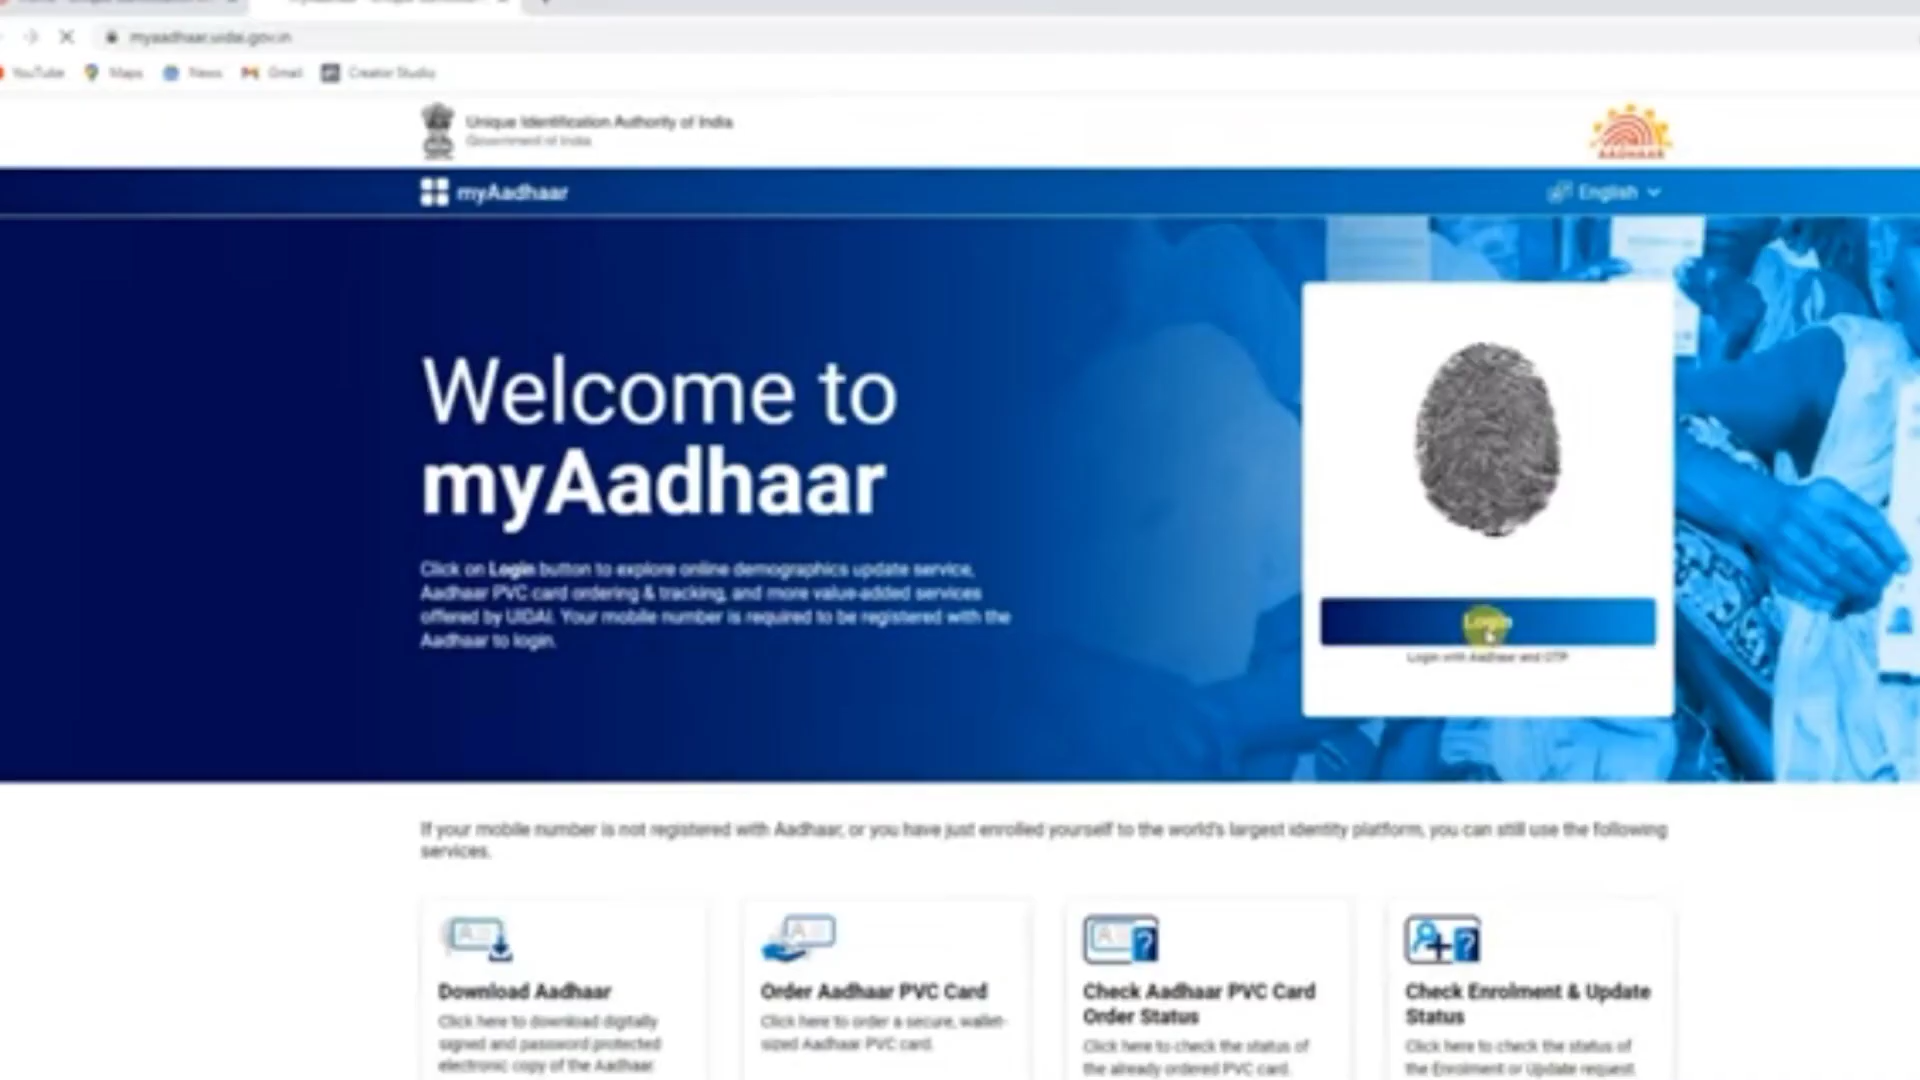 myaadhaar.uidai.gov.in
YouTube Maps News Gmail Creator Studio
Unique Identification Authority of India
Government of India
AADHAAR
myAadhaar
English
Welcome to
myAadhaar
Click on Login button to explore online demographics update service,
Aadhaar PVC card ordering & tracking, and more value-added services
offered by UIDAI. Your mobile number is required to be registered with the
Aadhaar to login.
Login
Login with Aadhaar and OTP
If your mobile number is not registered with Aadhaar, or you have just enrolled yourself to the world's largest identity platform, you can still use the following
services.
Download Aadhaar
Click here to download digitally
signed and password protected
electronic copy of the Aadhaar.
Order Aadhaar PVC Card
Click here to order a secure, wallet-
sized Aadhaar PVC card.
Check Aadhaar PVC Card
Order Status
Click here to check the status of
the already ordered PVC card.
Check Enrolment & Update
Status
Click here to check the status of
the Enrolment or Update request.